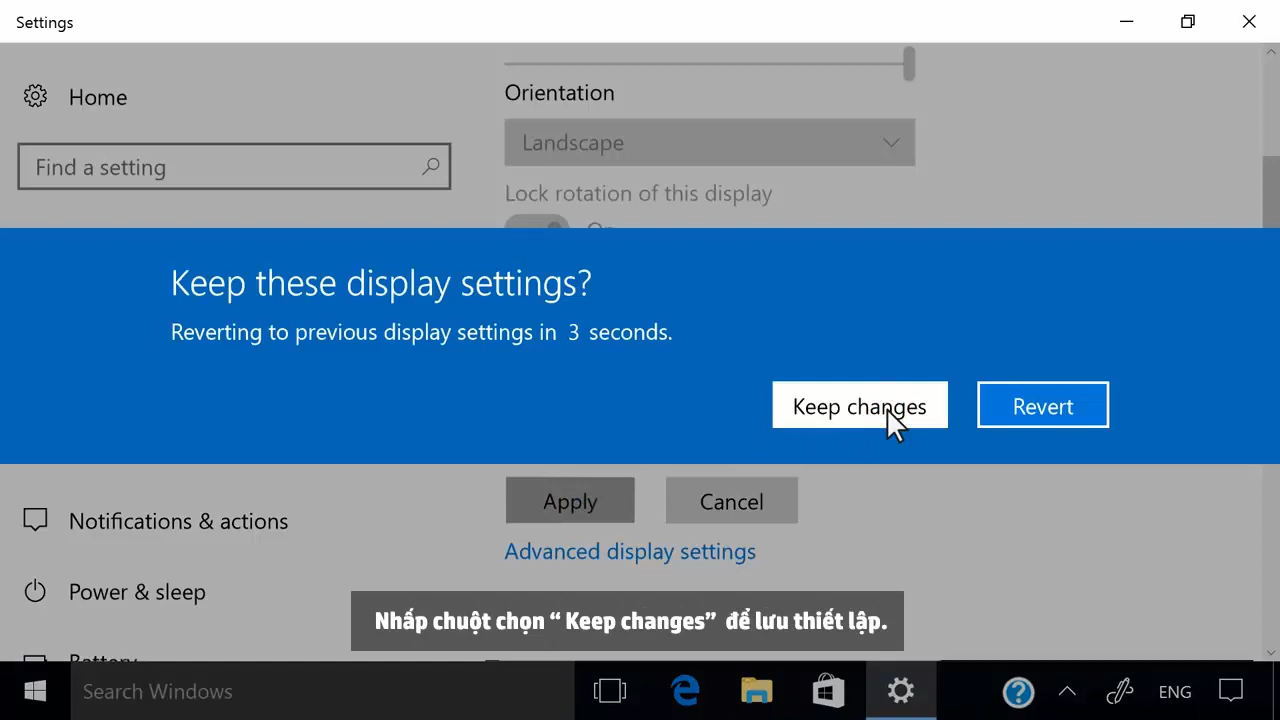 Settings
Home
Find a setting
Orientation
Landscape
Lock rotation of this display
On
Keep these display settings?
Reverting to previous display settings in 3 seconds.
Keep changes
Revert
Apply
Cancel
Advanced display settings
Notifications & actions
Power & sleep
Battery
Nhấp chuột chọn “ Keep changes” để lưu thiết lập.
Search Windows
ENG